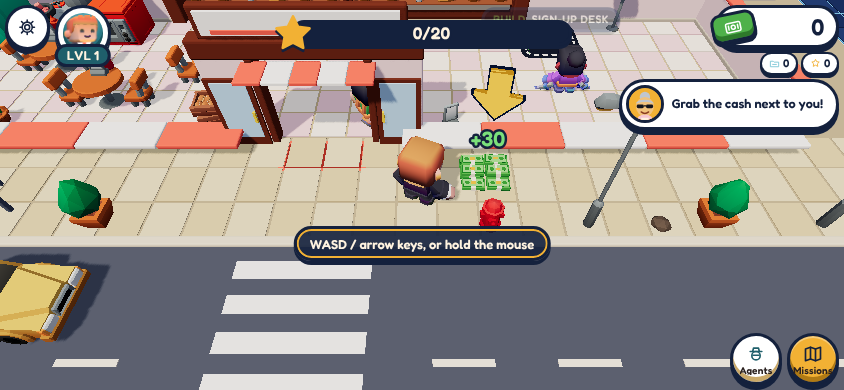 BUILD SIGN-UP DESK
0/20
0
LVL 1
0
0
Grab the cash next to you!
+30
WASD / arrow keys, or hold the mouse
Agents
Missions